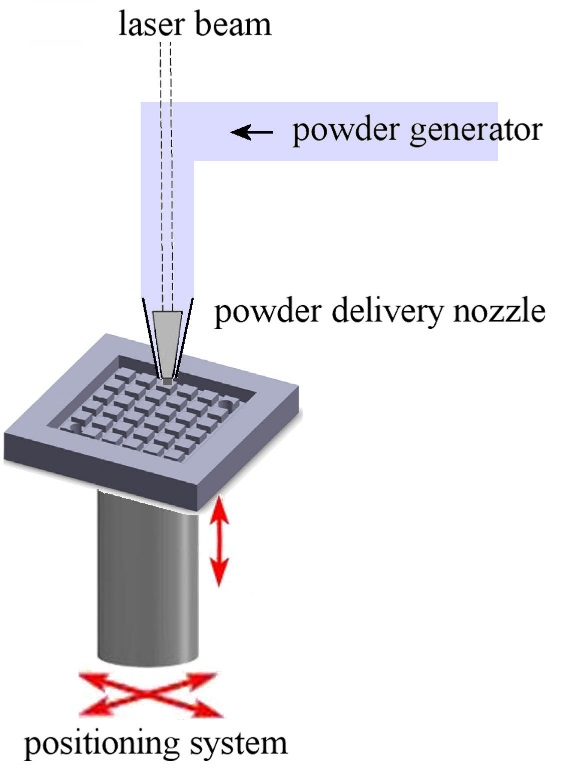 laser beam
powder generator
powder delivery nozzle
positioning system